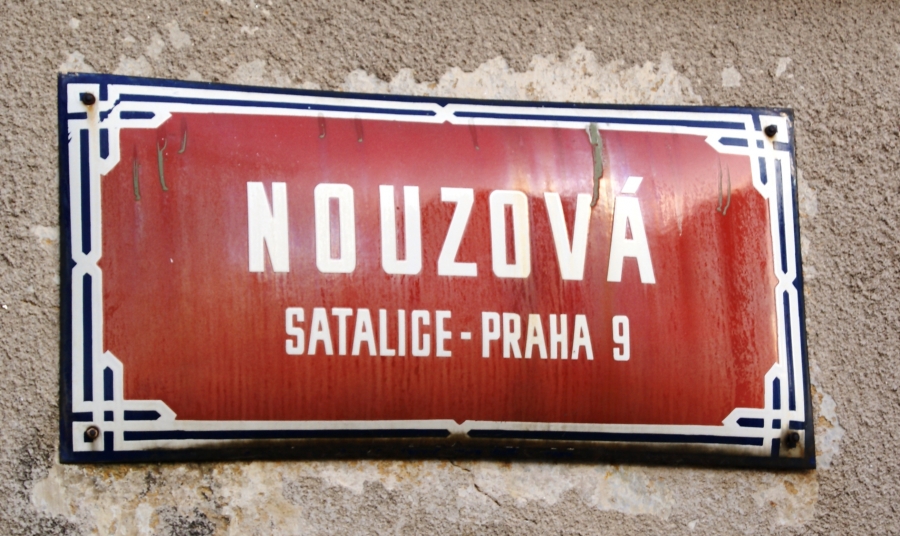 NOUZOVÁ
SATALICE - PRAHA 9